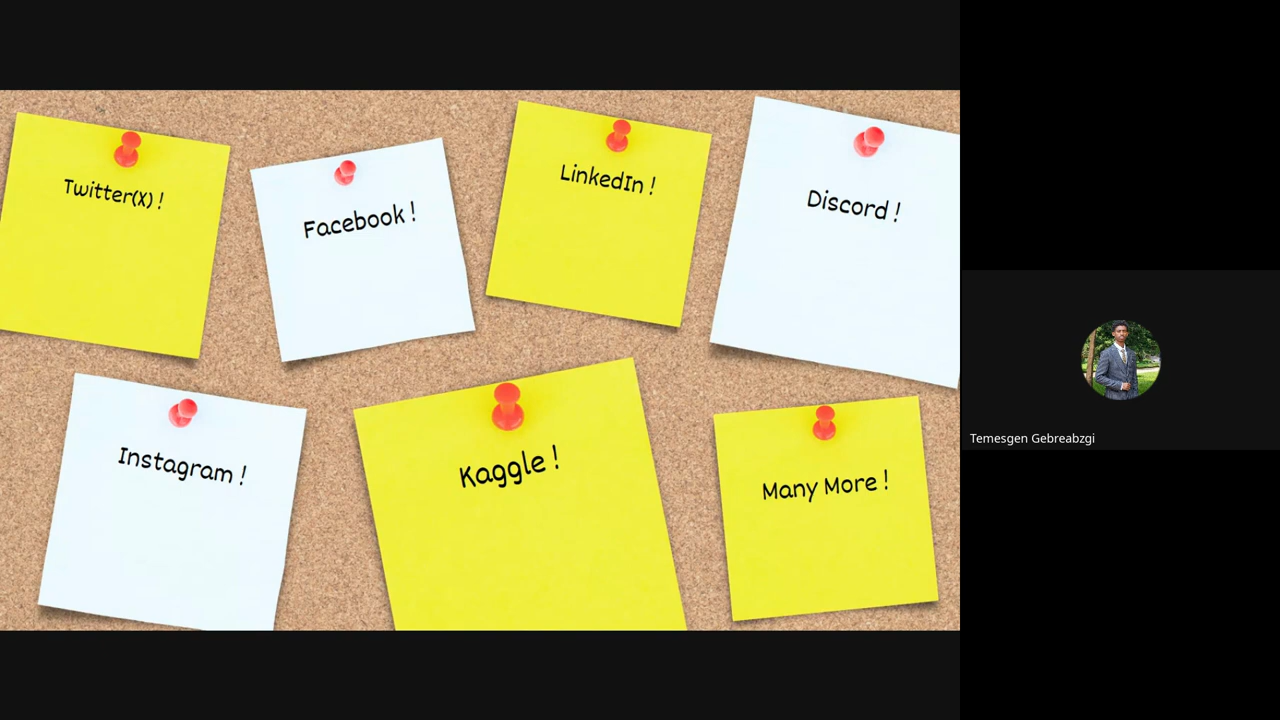 Twitter(X) !
Facebook !
LinkedIn !
Discord !
Instagram !
Kaggle !
Many More !
Temesgen Gebreabzgi